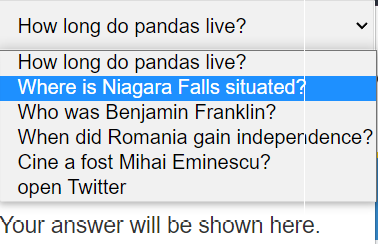 How long do pandas live?
How long do pandas live?
Where is Niagara Falls situated?
Who was Benjamin Franklin?
When did Romania gain independence?
Cine a fost Mihai Eminescu?
open Twitter
Your answer will be shown here.